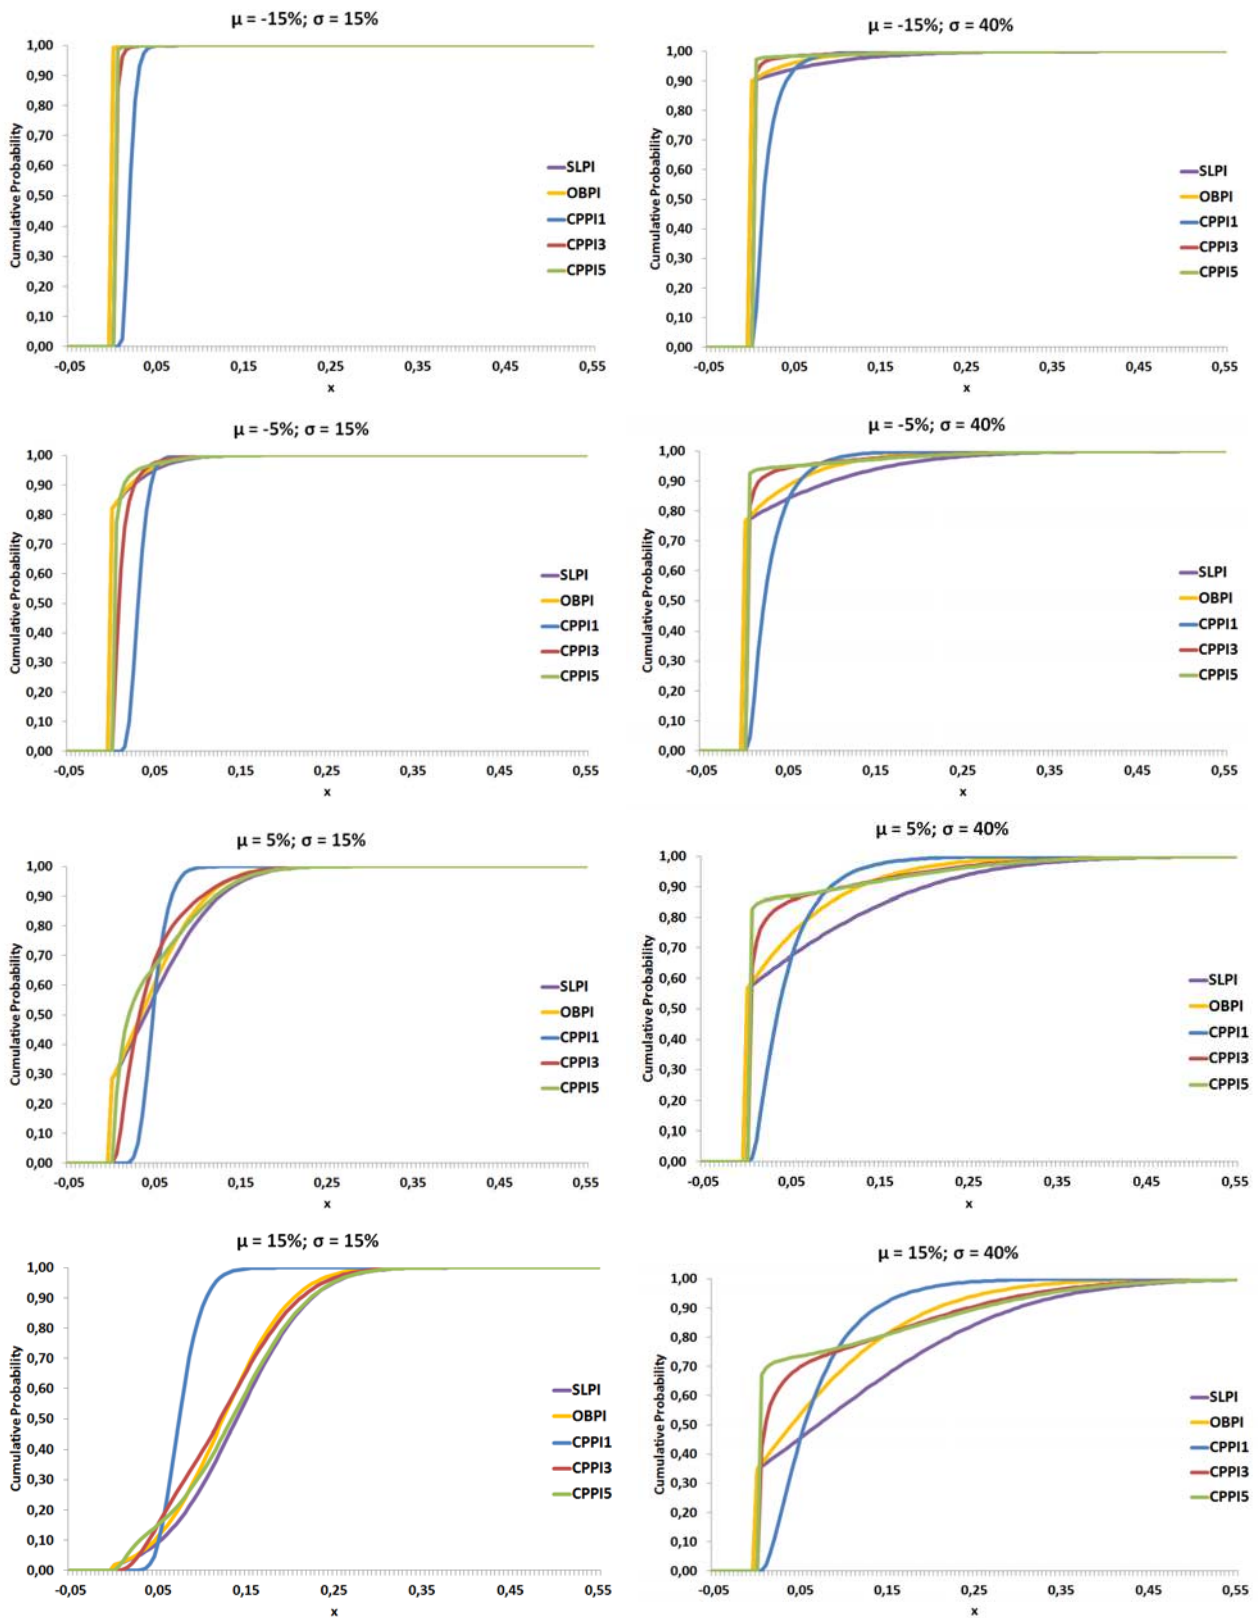 μ = -15%; σ = 15%
1,00
0,90
0,80
0,70
0,60
0,50
0,40
0,30
0,20
0,10
0,00
Cumulative Probability
-0,05 0,05 0,15 0,25 0,35 0,45 0,55
x
SLPI
OBPI
CPPI1
CPPI3
CPPI5
μ = -15%; σ = 40%
1,00
0,90
0,80
0,70
0,60
0,50
0,40
0,30
0,20
0,10
0,00
Cumulative Probability
-0,05 0,05 0,15 0,25 0,35 0,45 0,55
x
SLPI
OBPI
CPPI1
CPPI3
CPPI5
μ = -5%; σ = 15%
1,00
0,90
0,80
0,70
0,60
0,50
0,40
0,30
0,20
0,10
0,00
Cumulative Probability
-0,05 0,05 0,15 0,25 0,35 0,45 0,55
x
SLPI
OBPI
CPPI1
CPPI3
CPPI5
μ = -5%; σ = 40%
1,00
0,90
0,80
0,70
0,60
0,50
0,40
0,30
0,20
0,10
0,00
Cumulative Probability
-0,05 0,05 0,15 0,25 0,35 0,45 0,55
x
SLPI
OBPI
CPPI1
CPPI3
CPPI5
μ = 5%; σ = 15%
1,00
0,90
0,80
0,70
0,60
0,50
0,40
0,30
0,20
0,10
0,00
Cumulative Probability
-0,05 0,05 0,15 0,25 0,35 0,45 0,55
x
SLPI
OBPI
CPPI1
CPPI3
CPPI5
μ = 5%; σ = 40%
1,00
0,90
0,80
0,70
0,60
0,50
0,40
0,30
0,20
0,10
0,00
Cumulative Probability
-0,05 0,05 0,15 0,25 0,35 0,45 0,55
x
SLPI
OBPI
CPPI1
CPPI3
CPPI5
μ = 15%; σ = 15%
1,00
0,90
0,80
0,70
0,60
0,50
0,40
0,30
0,20
0,10
0,00
Cumulative Probability
-0,05 0,05 0,15 0,25 0,35 0,45 0,55
x
SLPI
OBPI
CPPI1
CPPI3
CPPI5
μ = 15%; σ = 40%
1,00
0,90
0,80
0,70
0,60
0,50
0,40
0,30
0,20
0,10
0,00
Cumulative Probability
-0,05 0,05 0,15 0,25 0,35 0,45 0,55
x
SLPI
OBPI
CPPI1
CPPI3
CPPI5